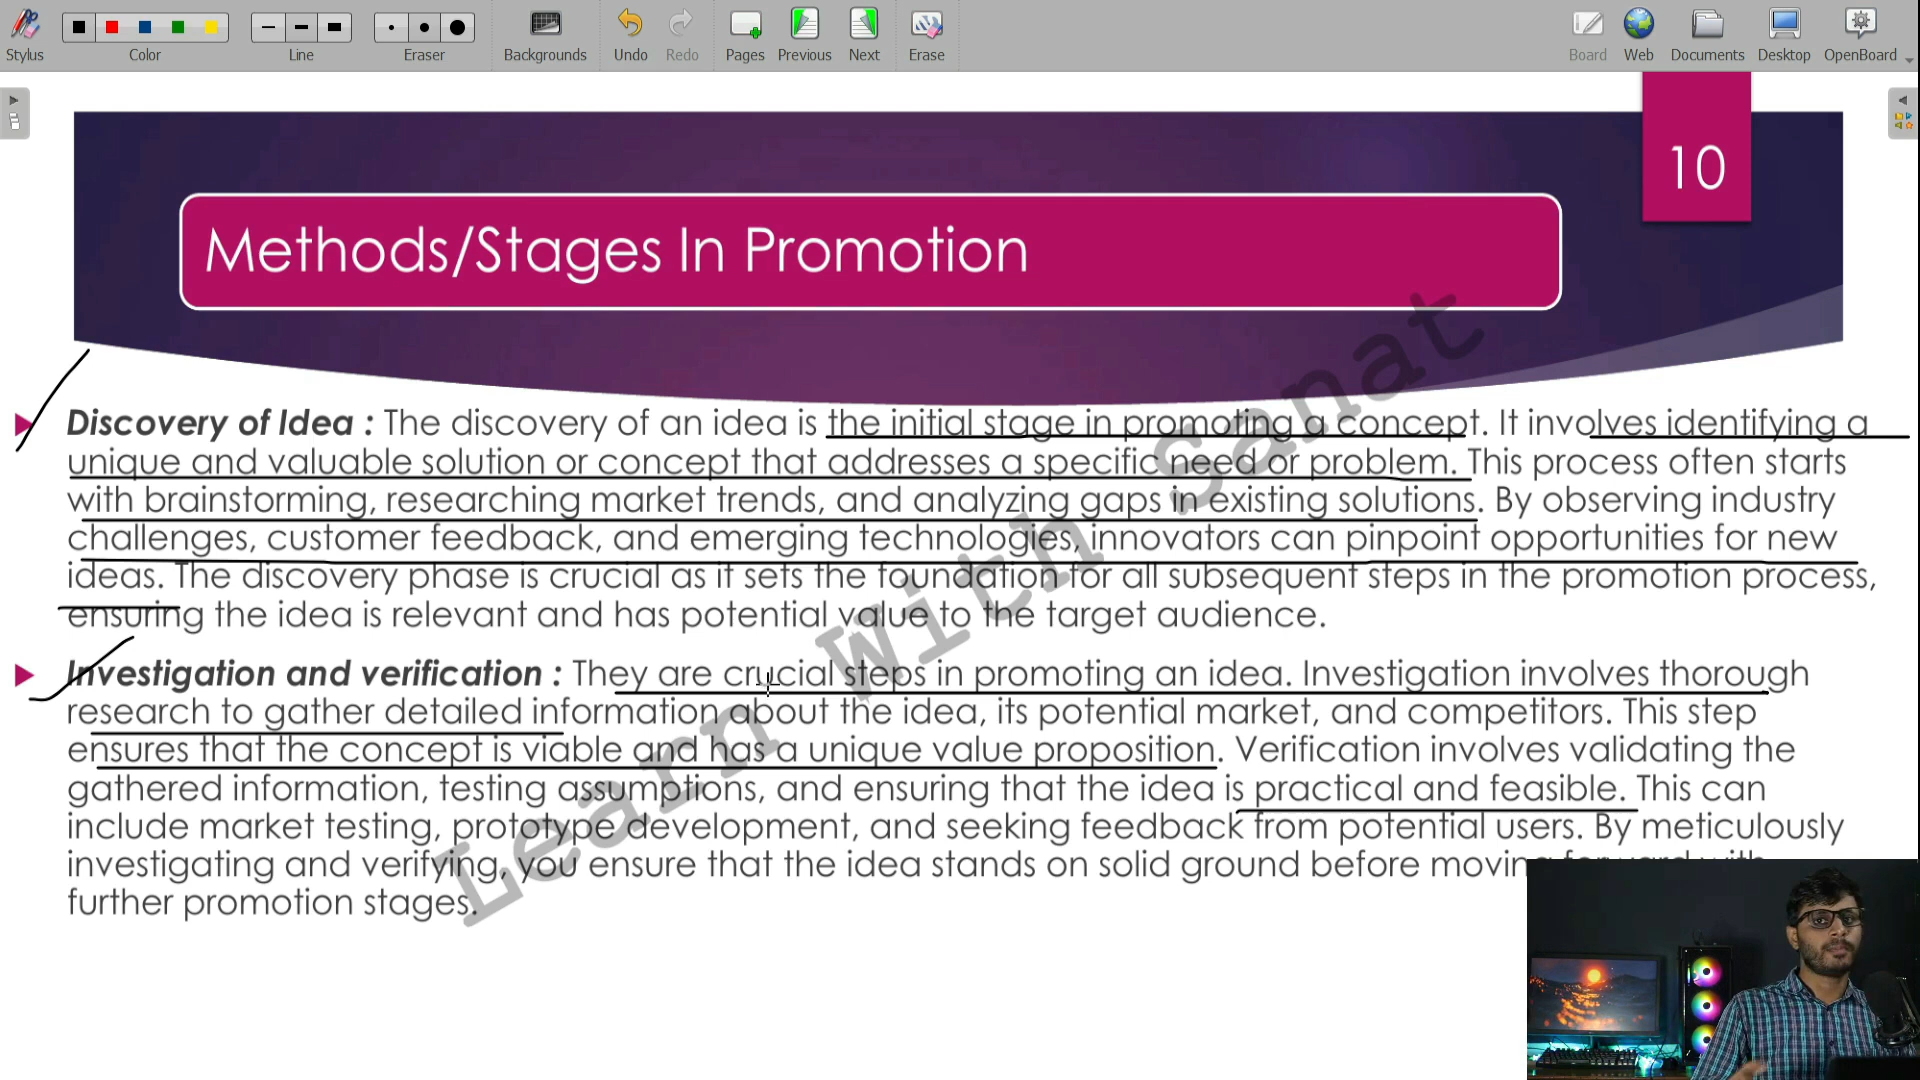 Stylus
Color
Line
Eraser
Backgrounds
Undo
Redo
Pages
Previous
Next
Erase
Board
Web
Documents
Desktop
OpenBoard
10
Methods/Stages In Promotion
Discovery of Idea : The discovery of an idea is the initial stage in promoting a concept. It involves identifying a
unique and valuable solution or concept that addresses a specific need or problem. This process often starts
with brainstorming, researching market trends, and analyzing gaps in existing solutions. By observing industry
challenges, customer feedback, and emerging technologies, innovators can pinpoint opportunities for new
ideas. The discovery phase is crucial as it sets the foundation for all subsequent steps in the promotion process,
ensuring the idea is relevant and has potential value to the target audience.
Investigation and verification : They are crucial steps in promoting an idea. Investigation involves thorough
research to gather detailed information about the idea, its potential market, and competitors. This step
ensures that the concept is viable and has a unique value proposition. Verification involves validating the
gathered information, testing assumptions, and ensuring that the idea is practical and feasible. This can
include market testing, prototype development, and seeking feedback from potential users. By meticulously
investigating and verifying, you ensure that the idea stands on solid ground before moving forward with
further promotion stages.
Learn With Sanat